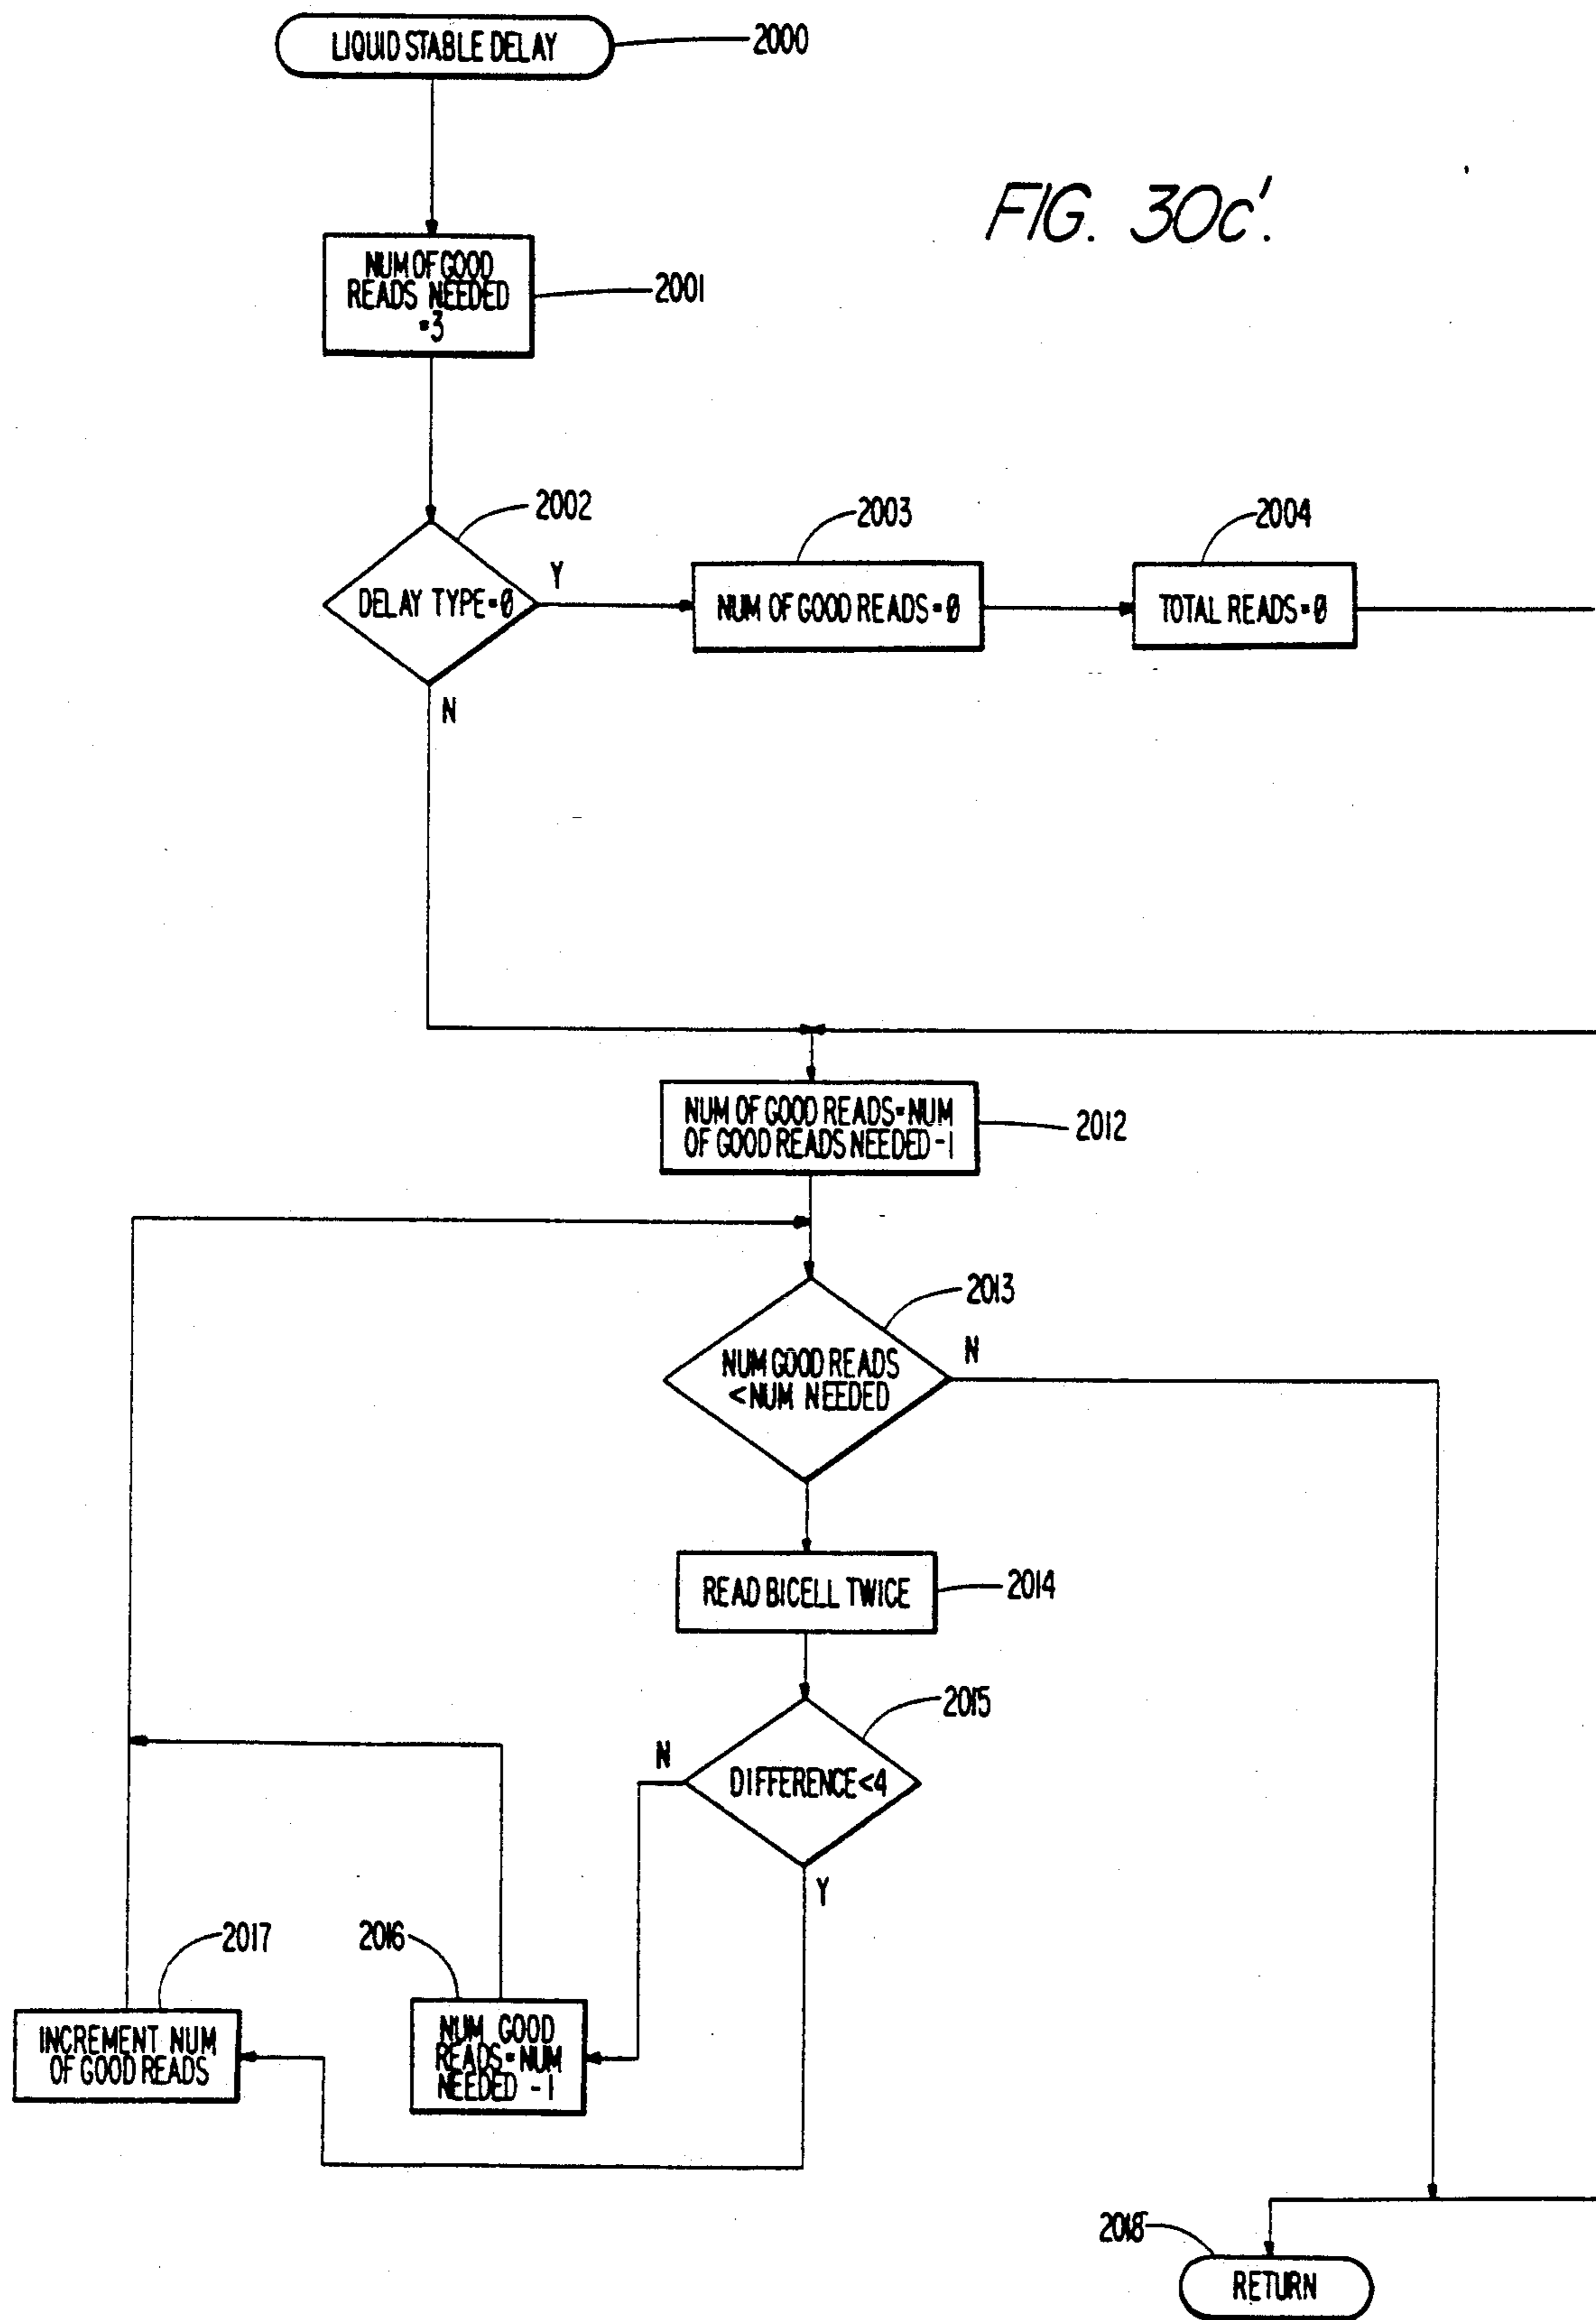 LIQUID STABLE DELAY
2000
FIG. 30c'.
NUM OF GOOD
READS NEEDED
=3
2001
2002
DELAY TYPE=0
Y
N
2003
NUM OF GOOD READS=0
2004
TOTAL READS=0
NUM OF GOOD READS=NUM
OF GOOD READS NEEDED -1
2012
2013
NUM GOOD READS
<NUM NEEDED
N
READ BICELL TWICE
2014
2015
DIFFERENCE<4
N
Y
2017
INCREMENT NUM
OF GOOD READS
2016
NUM GOOD
READS=NUM
NEEDED -1
2018
RETURN